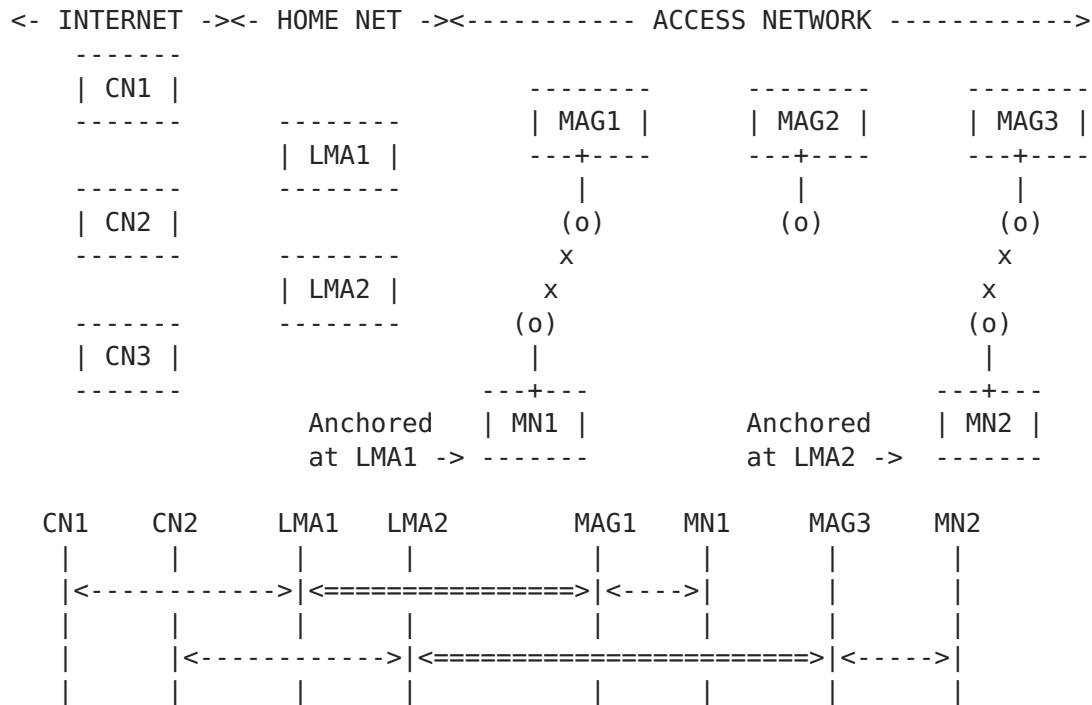 <- INTERNET -><- HOME NET -><----------- ACCESS NETWORK ------------>
    -------
    | CN1 |                      --------      --------      --------
    -------      --------        | MAG1 |      | MAG2 |      | MAG3 |
                 | LMA1 |        ---+----      ---+----      ---+----
    -------      --------           |             |             |
    | CN2 |                        (o)           (o)           (o)
    -------      --------          x                           x
                 | LMA2 |         x                           x
    -------      --------       (o)                          (o)
    | CN3 |                      |                            |
    -------                   ---+---                      ---+---
                   Anchored   | MN1 |          Anchored    | MN2 |
                   at LMA1 -> -------          at LMA2 ->  -------

  CN1    CN2     LMA1   LMA2        MAG1   MN1    MAG3    MN2
   |      |       |      |           |      |      |       |
   |<------------>|<================>|<---->|      |       |
   |      |       |      |           |      |      |       |
   |      |<------------>|<========================>|<----->|
   |      |       |      |           |      |      |       |